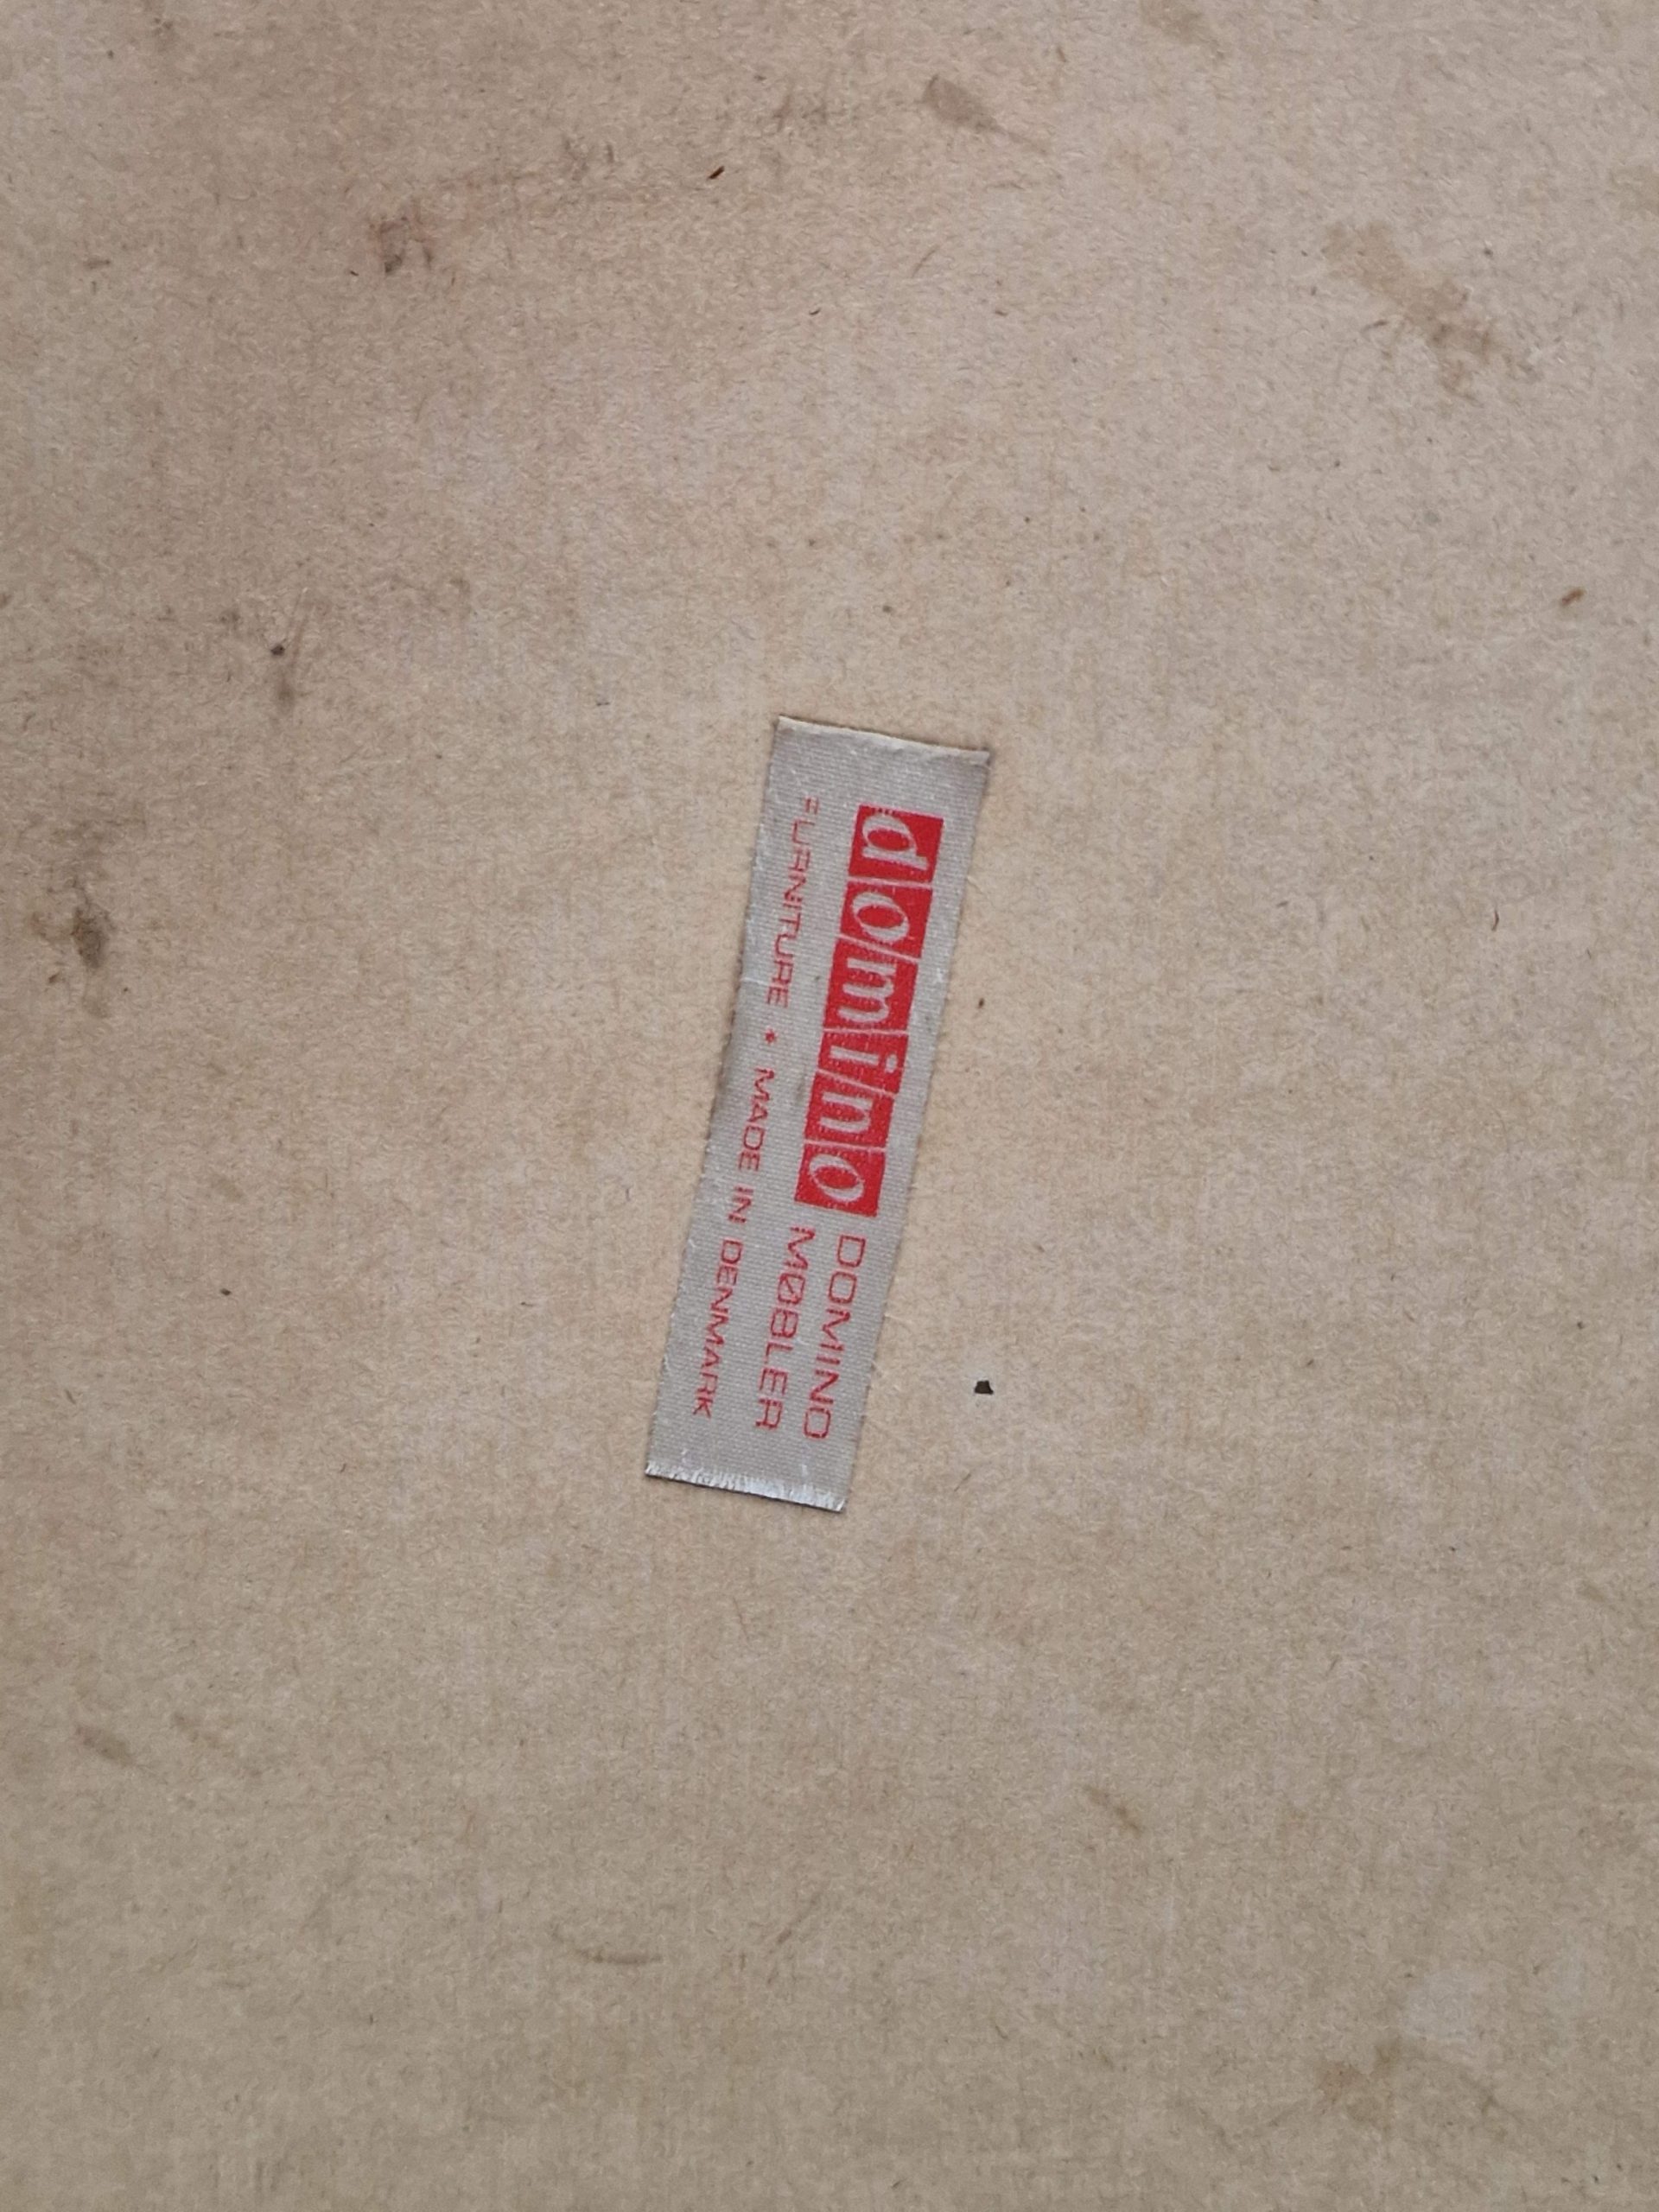 domino DOMINO
MØBLER
FURNITURE * MADE IN DENMARK